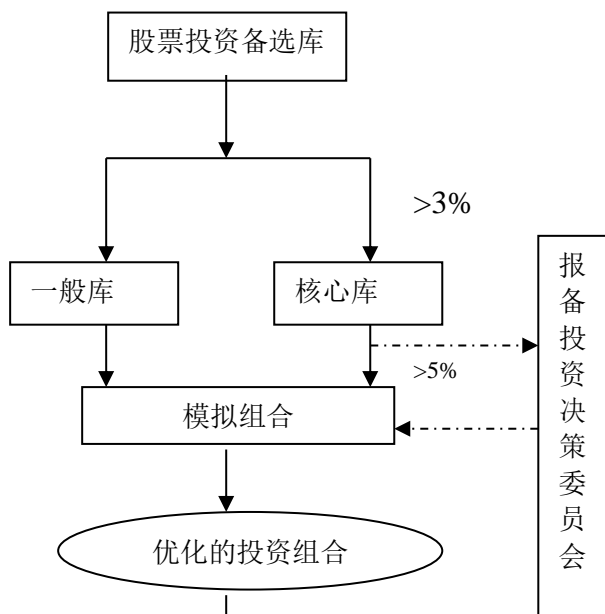 股票投资备选库
>3%
一般库
核心库
报备投资决策委员会
>5%
模拟组合
优化的投资组合